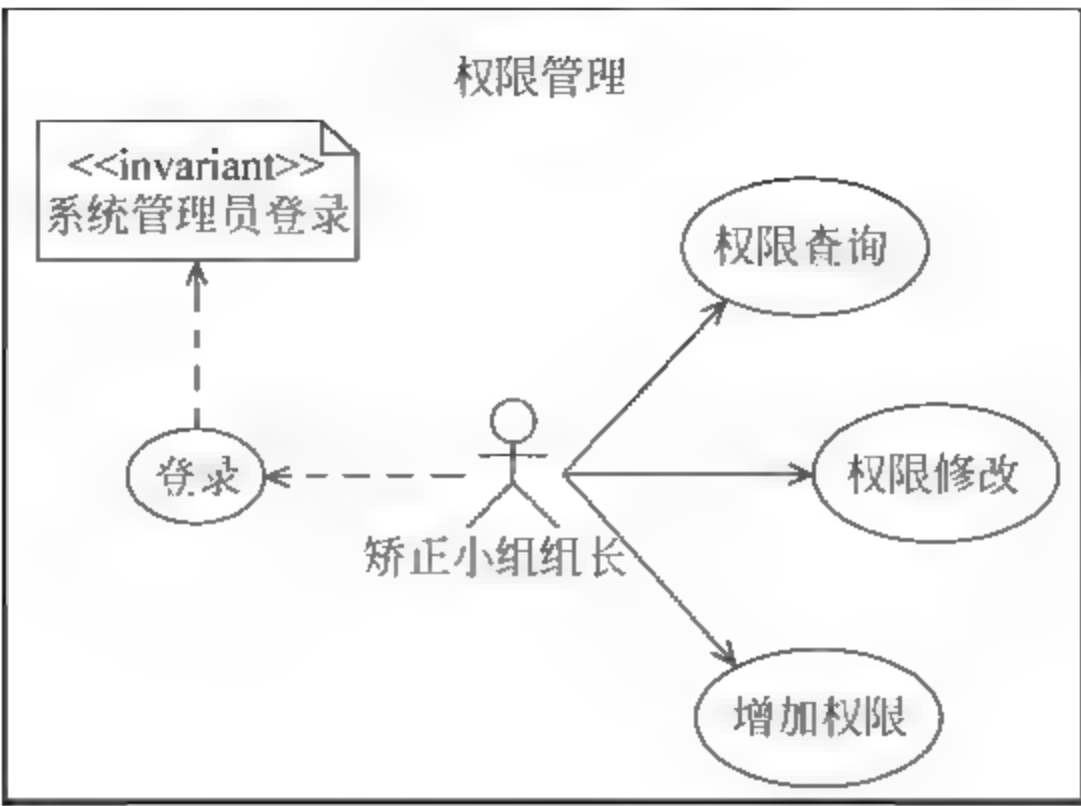 权限管理
<<invariant>>
系统管理员登录
权限查询
登录
权限修改
矫正小组组长
增加权限